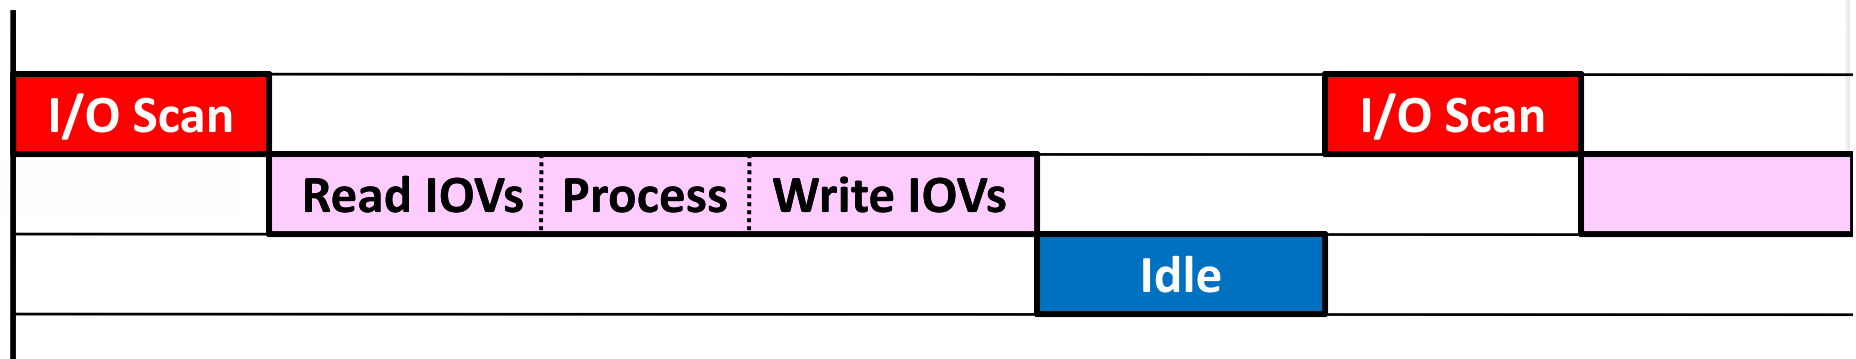 I/O Scan
I/O Scan
Read IOVs
Process
Write IOVs
Idle